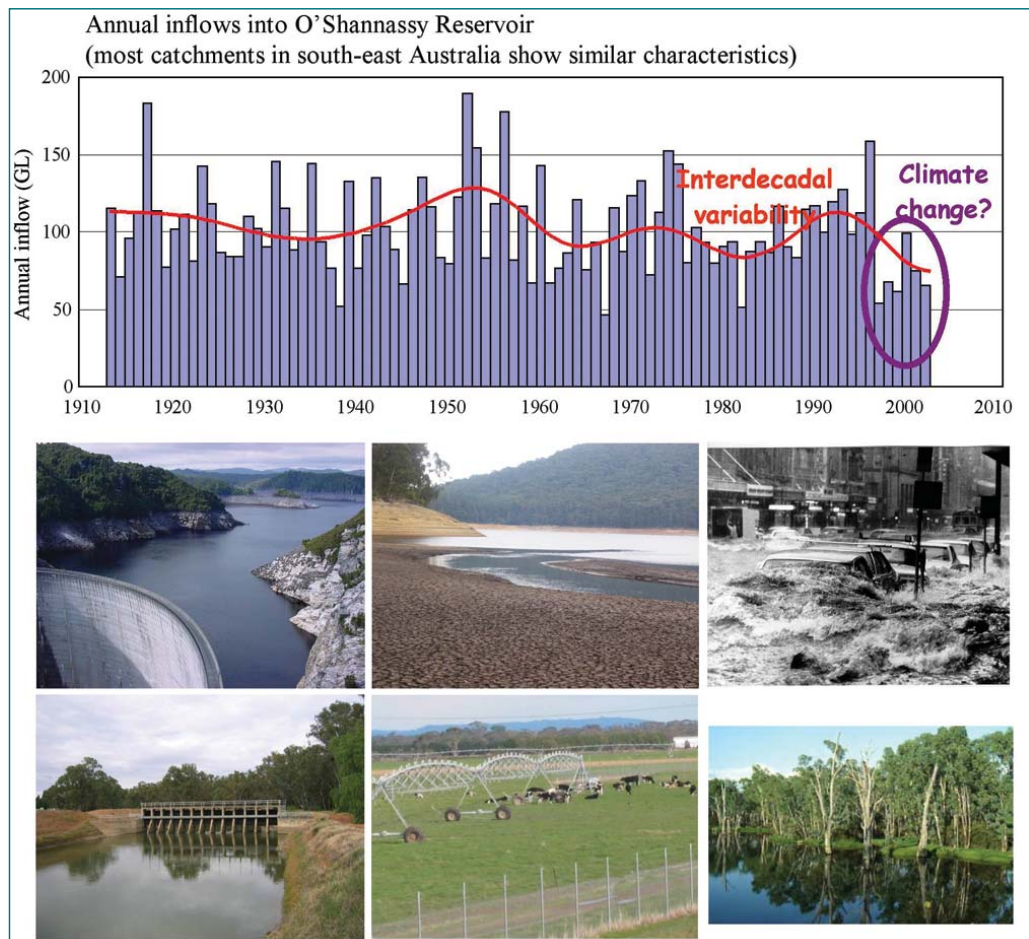 Annual inflows into O'Shannassy Reservoir
(most catchments in south-east Australia show similar characteristics)
Annual inflow (GL)
200
150
100
50
0
Interdecadal
variability
Climate
change?
1910 1920 1930 1940 1950 1960 1970 1980 1990 2000 2010